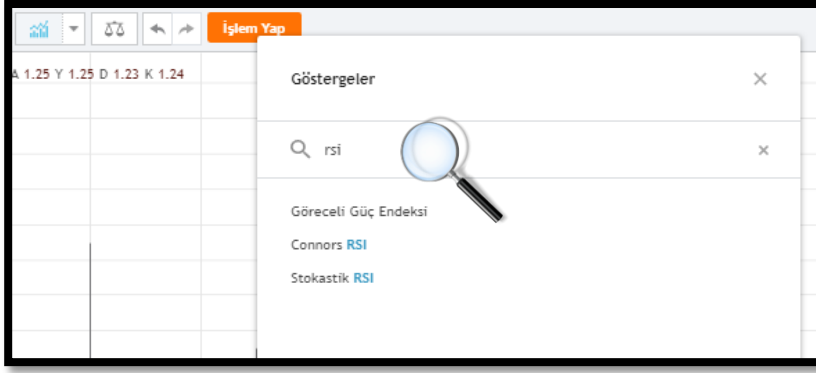 İşlem Yap
A 1.25 Y 1.25 D 1.23 K 1.24
Göstergeler
rsi
Göreceli Güç Endeksi
Connors RSI
Stokastik RSI